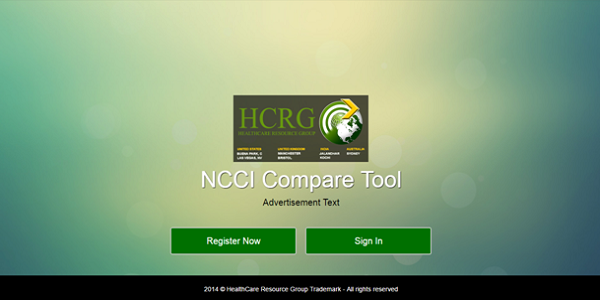 HCRG
HEALTHCARE RESOURCE GROUP
UNITED STATES UNITED KINGDOM INDIA AUSTRALIA
LAS VEGAS, NV BRISTOL KOCHI SYDNEY
MANCHESTER JALANDHAR
NCCI Compare Tool
Advertisement Text
Register Now Sign In
2014 © HealthCare Resource Group Trademark - All rights reserved